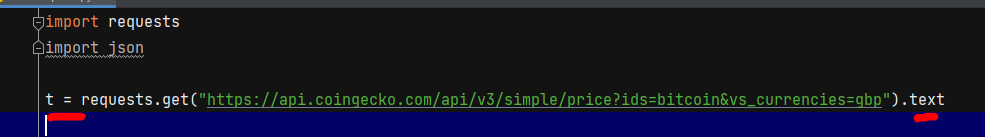 import requests
import json
t = requests.get("https://api.coingecko.com/api/v3/simple/price?ids=bitcoin&vs_currencies=gbp").text